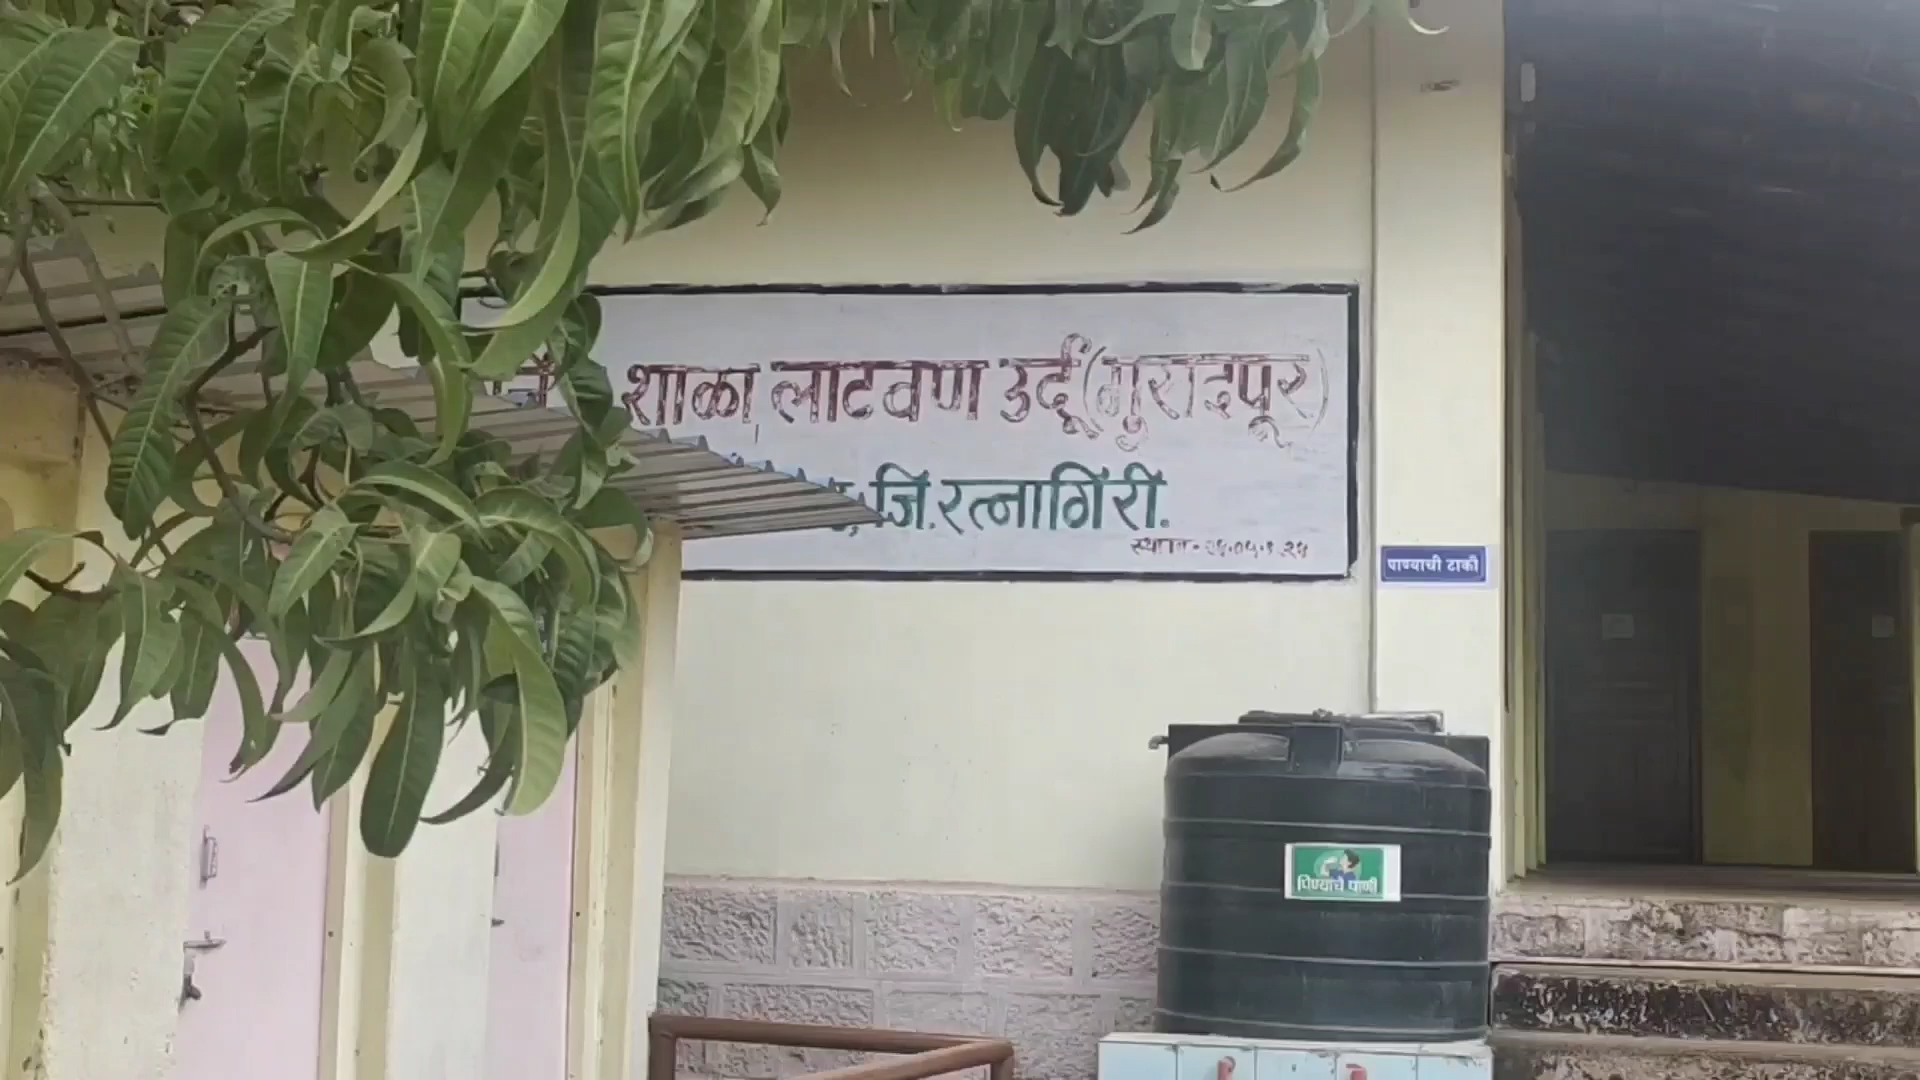 शाळा लाटवण उर्दू (मुरादपूर)
जि. रत्नागिरी.
पाण्याची टाकी
पिण्याचे पाणी